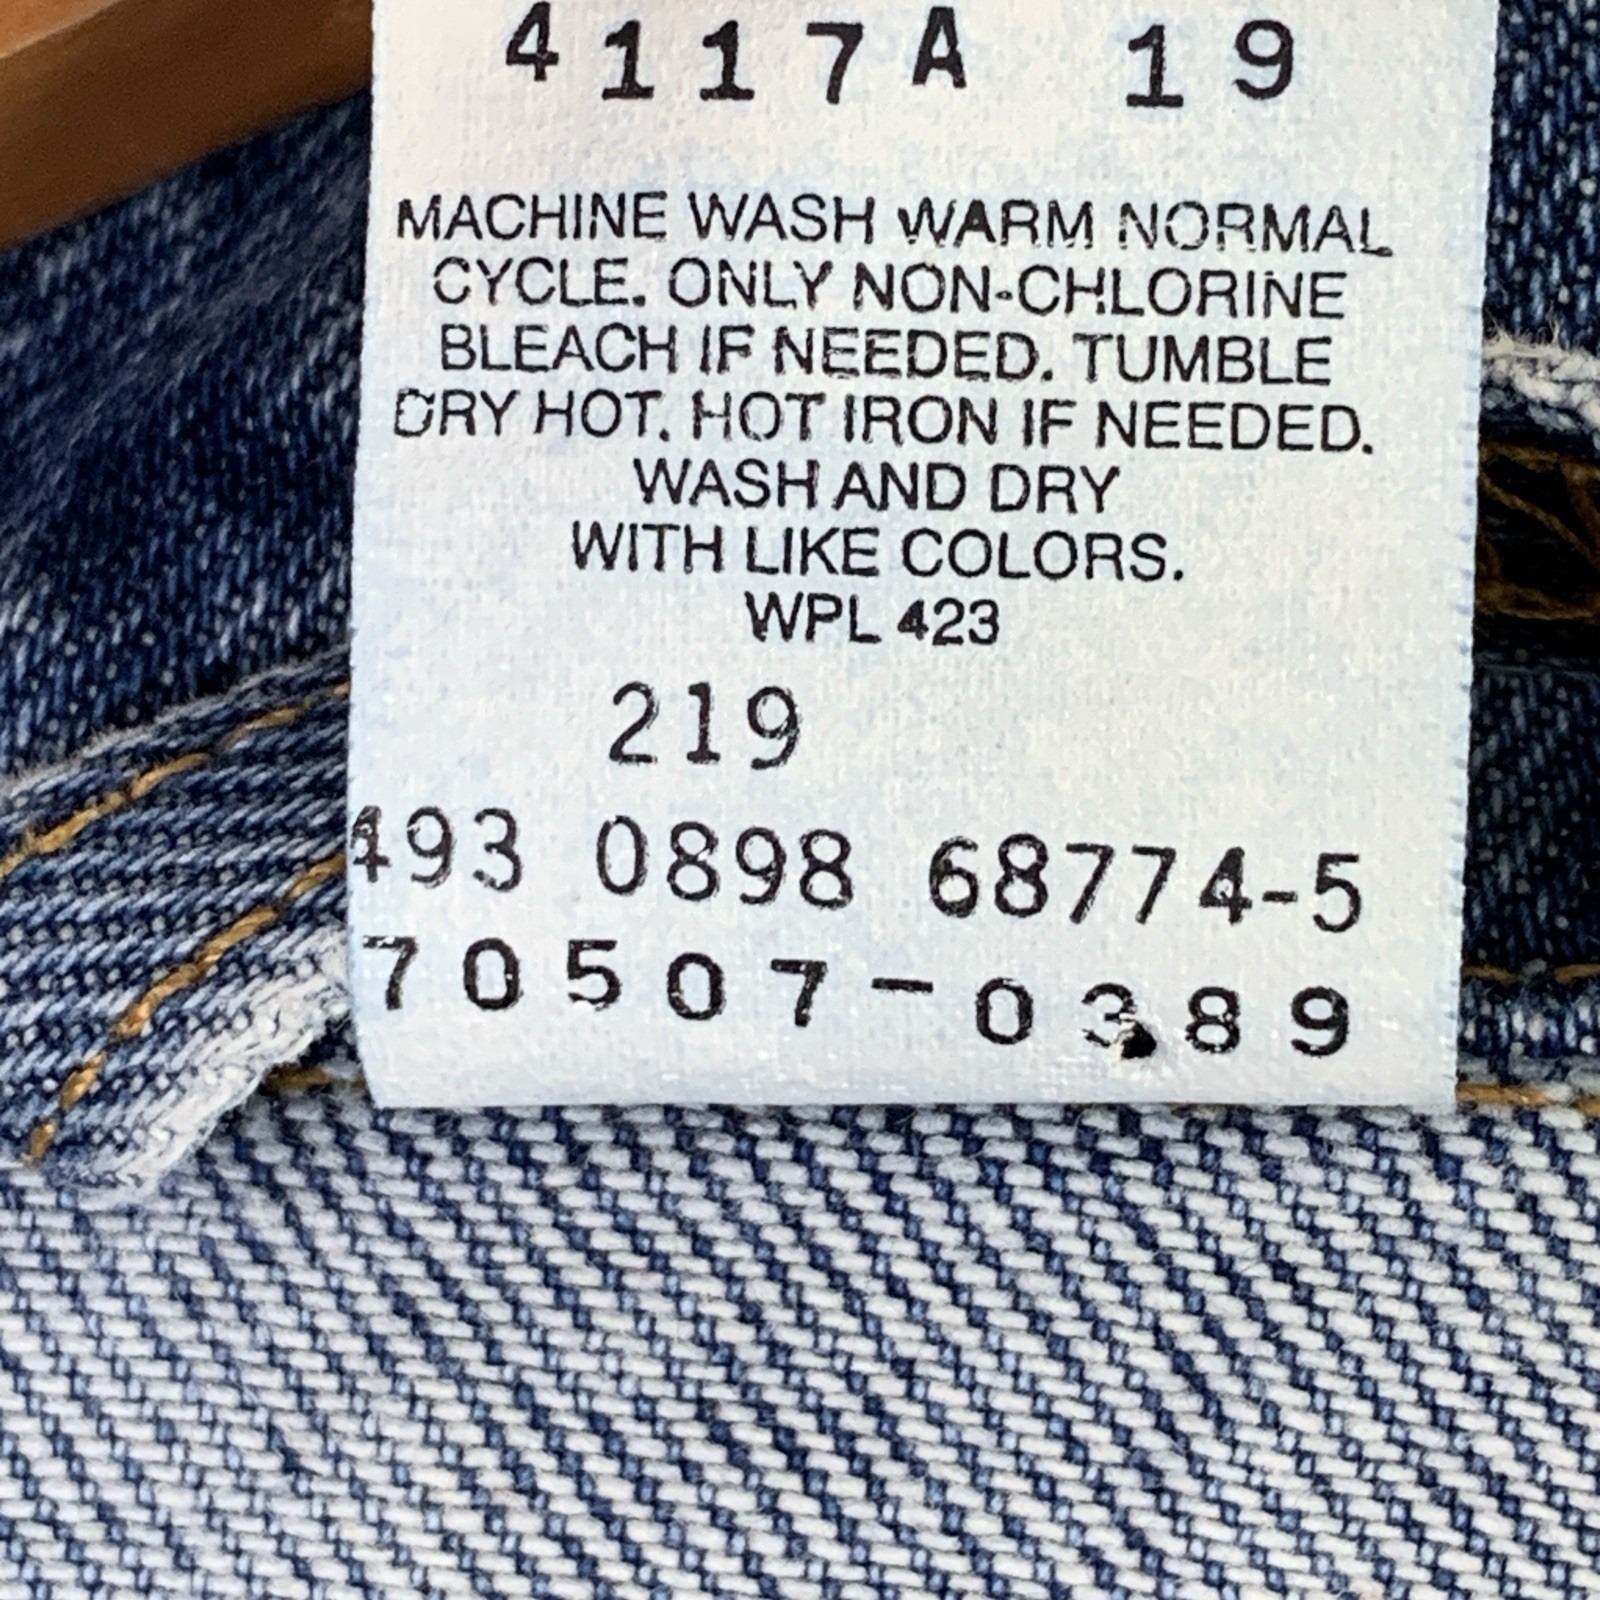 4117A 19
MACHINE WASH WARM NORMAL
CYCLE. ONLY NON-CHLORINE
BLEACH IF NEEDED. TUMBLE
DRY HOT. HOT IRON IF NEEDED.
WASH AND DRY
WITH LIKE COLORS.
WPL 423
219
493 0898 68774-5
70507-0389